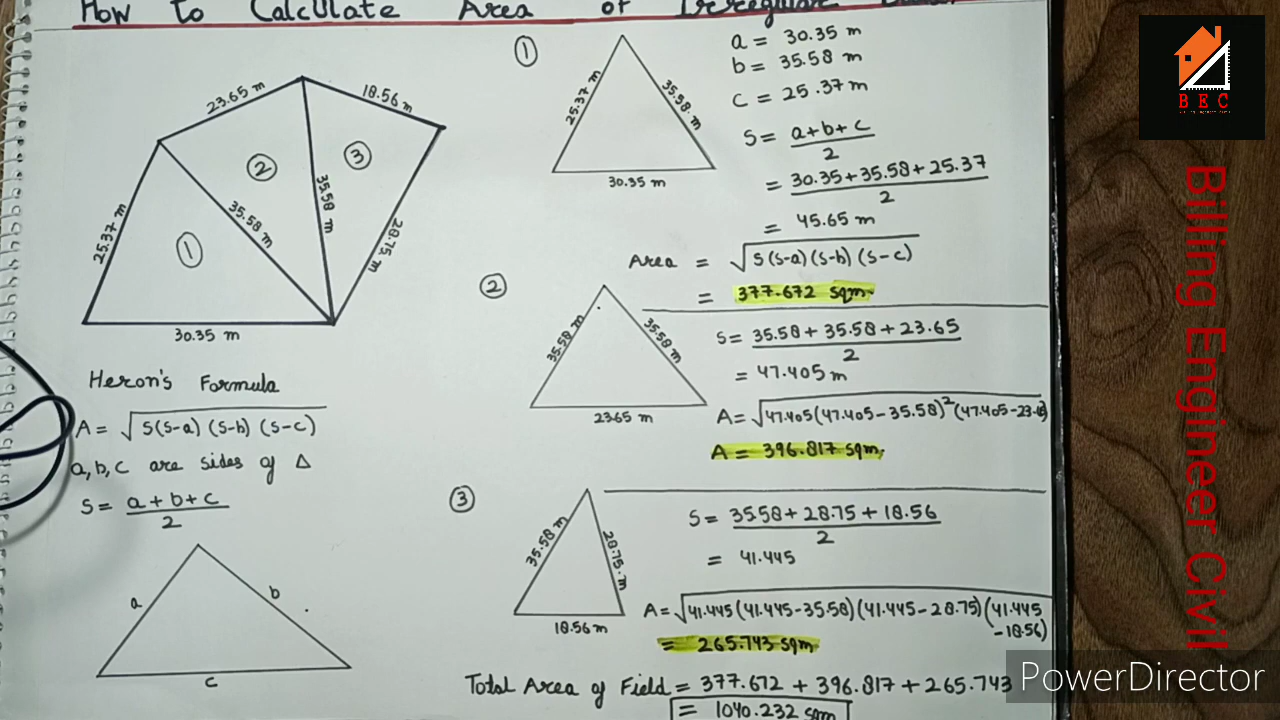 How to Calculate Area of Irregular
23.65 m
18.56 m
25.37 m
35.58 m
35.58 m
28.75 m
①
②
③
30.35 m
Heron's Formula
A = √S(S-a) (S-b) (S-c)
a,b,c are sides of Δ
S = a+b+c
2
a
b
c
①
25.37 m
35.58 m
30.35 m
a = 30.35 m
b = 35.58 m
c = 25.37 m
S = a+b+c
2
= 30.35+35.58+25.37
2
= 45.65 m
Area = √S(S-a)(S-b)(S-c)
= 377.672 sqm.
②
35.58 m
35.58 m
23.65 m
S = 35.58+35.58+23.65
2
= 47.405 m
A = √47.405(47.405-35.58)²(47.405-23.65)
A = 396.817 sqm.
③
35.58 m
28.75 m
18.56 m
S = 35.58+28.75+18.56
2
= 41.445
A = √41.445(41.445-35.58)(41.445-28.75)(41.445
-18.56)
= 265.743 sqm
Total Area of Field = 377.672 + 396.817 + 265.743
= 1040.232 sqm
BEC
Billing Engineer Civil
PowerDirector